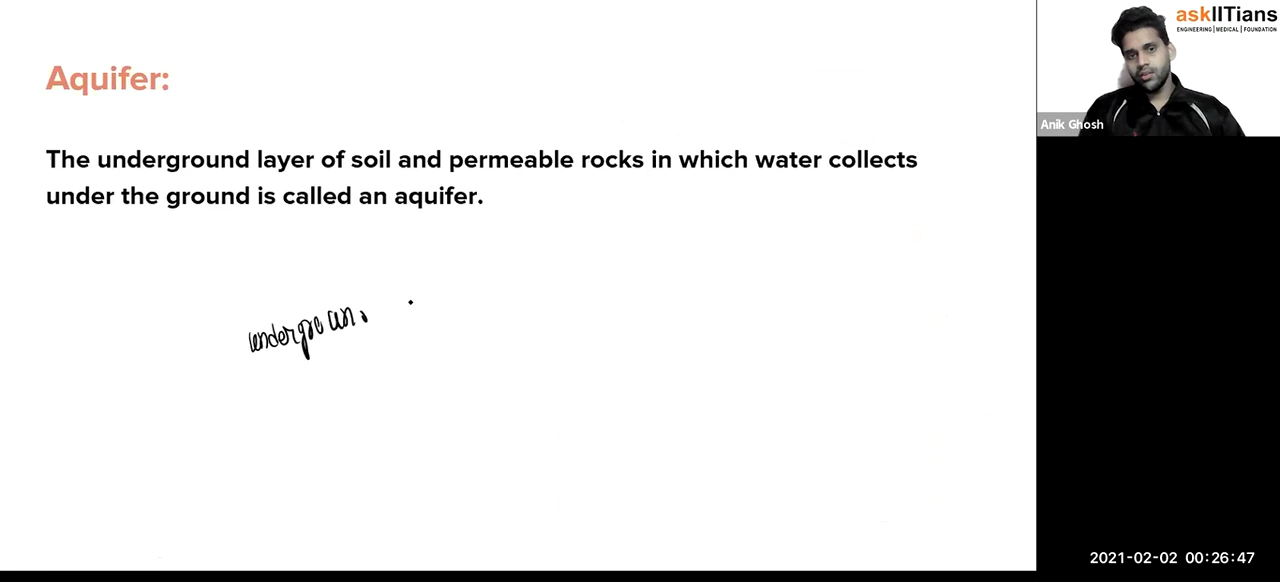 Aquifer:
The underground layer of soil and permeable rocks in which water collects
under the ground is called an aquifer.
undergroun
askIITians
ENGINEERING | MEDICAL | FOUNDATION
Anik Ghosh
2021-02-02 00:26:47